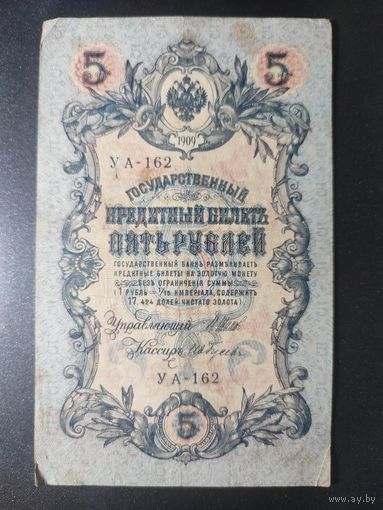 5 5
1909
УА-162
ГОСУДАРСТВЕННЫЙ
КРЕДИТНЫЙ БИЛЕТЪ
ПЯТЬ РУБЛЕЙ
ГОСУДАРСТВЕННЫЙ БАНКЪ РАЗМѢНИВАЕТЪ
КРЕДИТНЫЕ БИЛЕТЫ НА ЗОЛОТУЮ МОНЕТУ
БЕЗЪ ОГРАНИЧЕНІЯ СУММЫ
(1 РУБЛЬ = 1/15 ИМПЕРІАЛА, СОДЕРЖИТЪ
17,424 ДОЛЕЙ ЧИСТАГО ЗОЛОТА)
Управляющій
Кассиръ
УА-162
5
www.ay.by